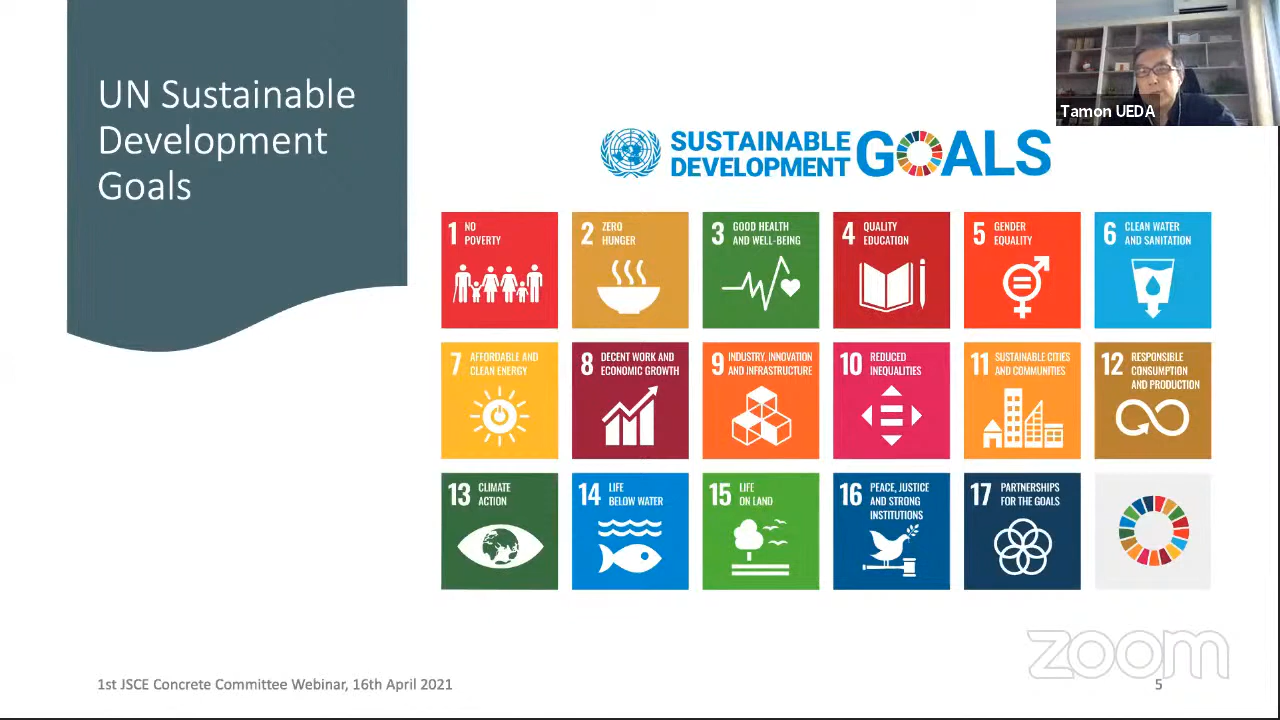 UN Sustainable
Development
Goals
Tamon UEDA
SUSTAINABLE
DEVELOPMENT
GOALS
1 NO
POVERTY
2 ZERO
HUNGER
3 GOOD HEALTH
AND WELL-BEING
4 QUALITY
EDUCATION
5 GENDER
EQUALITY
6 CLEAN WATER
AND SANITATION
7 AFFORDABLE AND
CLEAN ENERGY
8 DECENT WORK AND
ECONOMIC GROWTH
9 INDUSTRY, INNOVATION
AND INFRASTRUCTURE
10 REDUCED
INEQUALITIES
11 SUSTAINABLE CITIES
AND COMMUNITIES
12 RESPONSIBLE
CONSUMPTION
AND PRODUCTION
13 CLIMATE
ACTION
14 LIFE
BELOW WATER
15 LIFE
ON LAND
16 PEACE, JUSTICE
AND STRONG
INSTITUTIONS
17 PARTNERSHIPS
FOR THE GOALS
zoom
1st JSCE Concrete Committee Webinar, 16th April 2021
5